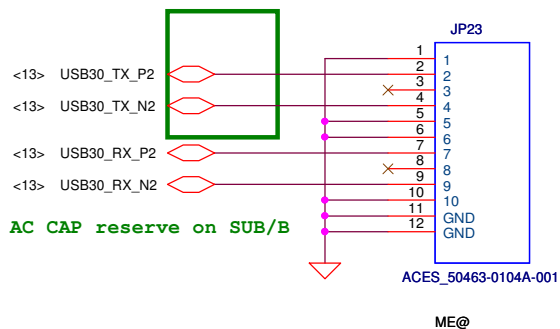 JP23
1 1
<13> USB30_TX_P2 2 2
3 3
<13> USB30_TX_N2 4 4
5 5
6 6
<13> USB30_RX_P2 7 7
8 8
<13> USB30_RX_N2 9 9
10 10
AC CAP reserve on SUB/B 11 GND
12 GND
ACES_50463-0104A-001
ME@